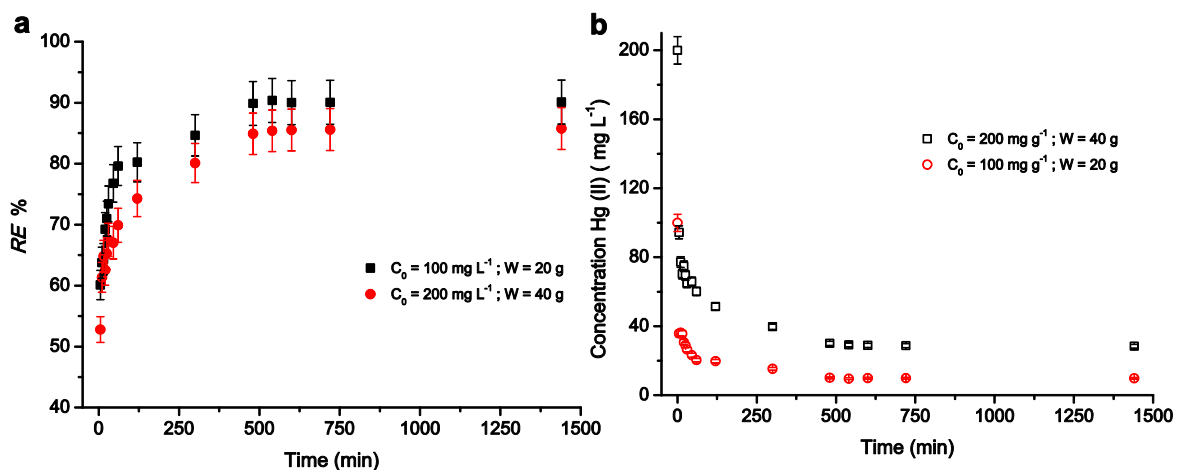 a
100
90
80
70
60
50
40
RE %
C₀ = 100 mg L⁻¹ ; W = 20 g
C₀ = 200 mg L⁻¹ ; W = 40 g
0 250 500 750 1000 1250 1500
Time (min)
b
200
160
120
80
40
0
Concentration Hg (II) ( mg L⁻¹)
C₀ = 200 mg g⁻¹ ; W = 40 g
C₀ = 100 mg g⁻¹ ; W = 20 g
0 250 500 750 1000 1250 1500
Time (min)